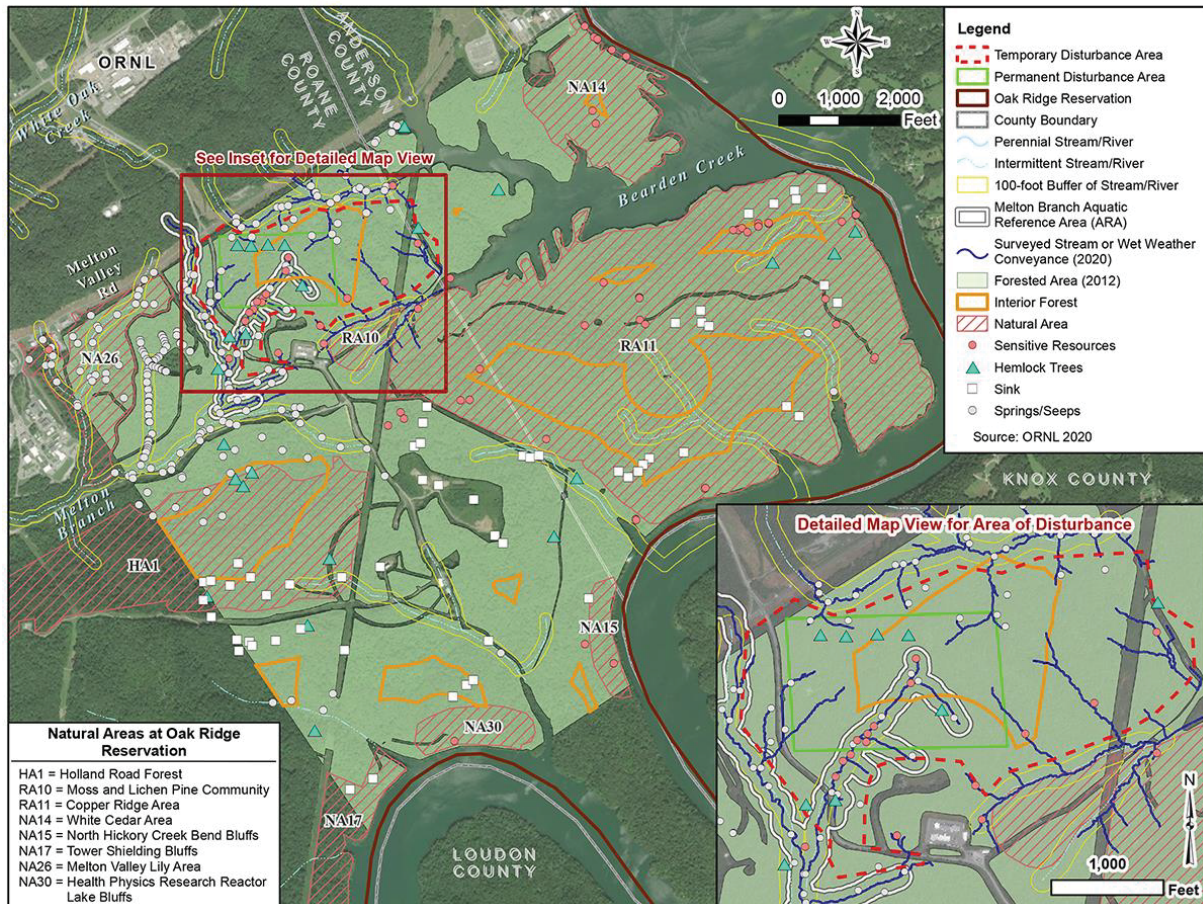 ORNL
White Oak
Creek
ANDERSON
COUNTY
ROANE
COUNTY
NA14
N
W
E
S
0 1,000 2,000
Feet
See Inset for Detailed Map View
Bearden Creek
Melton
Valley
Rd
NA26
RA10
RA11
Melton
Branch
HA1
NA15
NA30
NA17
LOUDON
COUNTY
KNOX COUNTY
Legend
Temporary Disturbance Area
Permanent Disturbance Area
Oak Ridge Reservation
County Boundary
Perennial Stream/River
Intermittent Stream/River
100-foot Buffer of Stream/River
Melton Branch Aquatic
Reference Area (ARA)
Surveyed Stream or Wet Weather
Conveyance (2020)
Forested Area (2012)
Interior Forest
Natural Area
Sensitive Resources
Hemlock Trees
Sink
Springs/Seeps
Source: ORNL 2020
Natural Areas at Oak Ridge
Reservation
HA1 = Holland Road Forest
RA10 = Moss and Lichen Pine Community
RA11 = Copper Ridge Area
NA14 = White Cedar Area
NA15 = North Hickory Creek Bend Bluffs
NA17 = Tower Shielding Bluffs
NA26 = Melton Valley Lily Area
NA30 = Health Physics Research Reactor
Lake Bluffs
Detailed Map View for Area of Disturbance
N
1,000
Feet